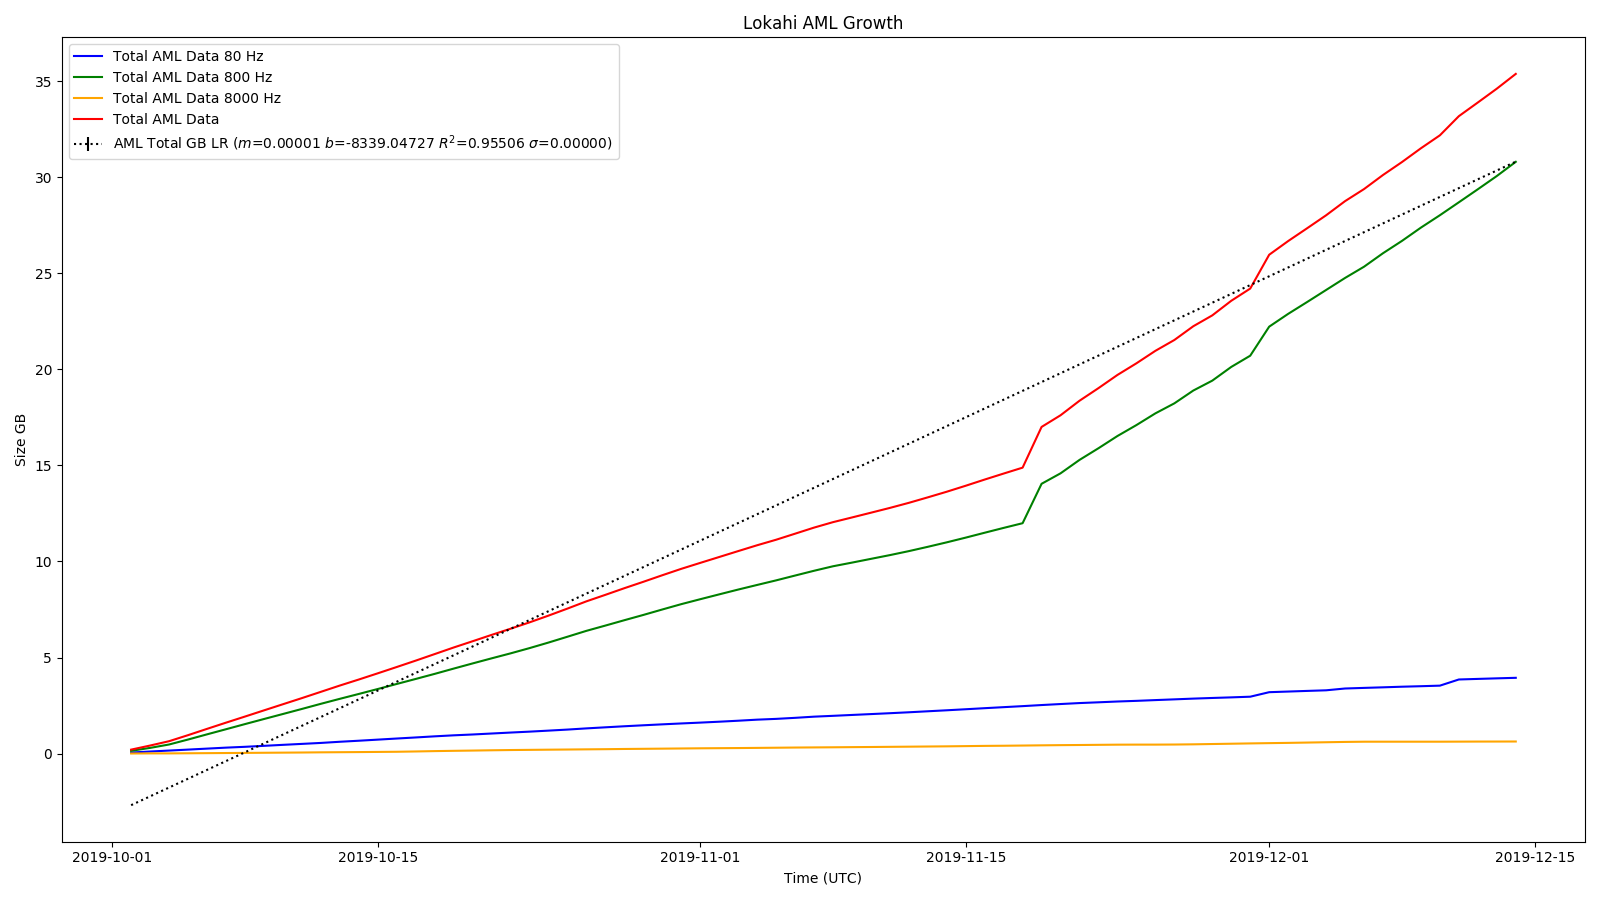 Lokahi AML Growth
Total AML Data 80 Hz
Total AML Data 800 Hz
Total AML Data 8000 Hz
Total AML Data
AML Total GB LR (m=0.00001 b=-8339.04727 R²=0.95506 σ=0.00000)
35
30
25
20
15
10
5
0
Size GB
2019-10-01 2019-10-15 2019-11-01 2019-11-15 2019-12-01 2019-12-15
Time (UTC)